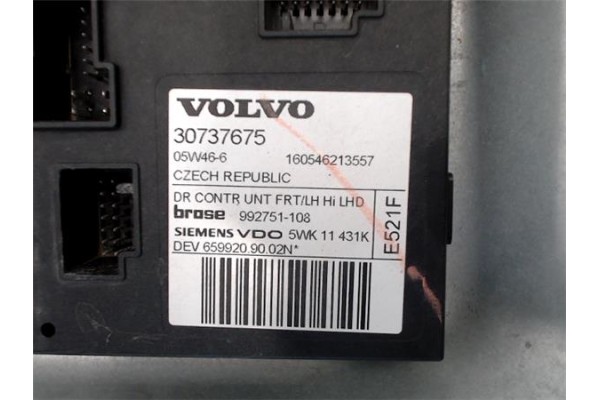 VOLVO
30737675
05W46-6 160546213557
CZECH REPUBLIC
DR CONTR UNT FRT/LH Hi LHD
brose 992751-108
SIEMENS VDO 5WK 11 431K
DEV 659920.90.02N*
E521F